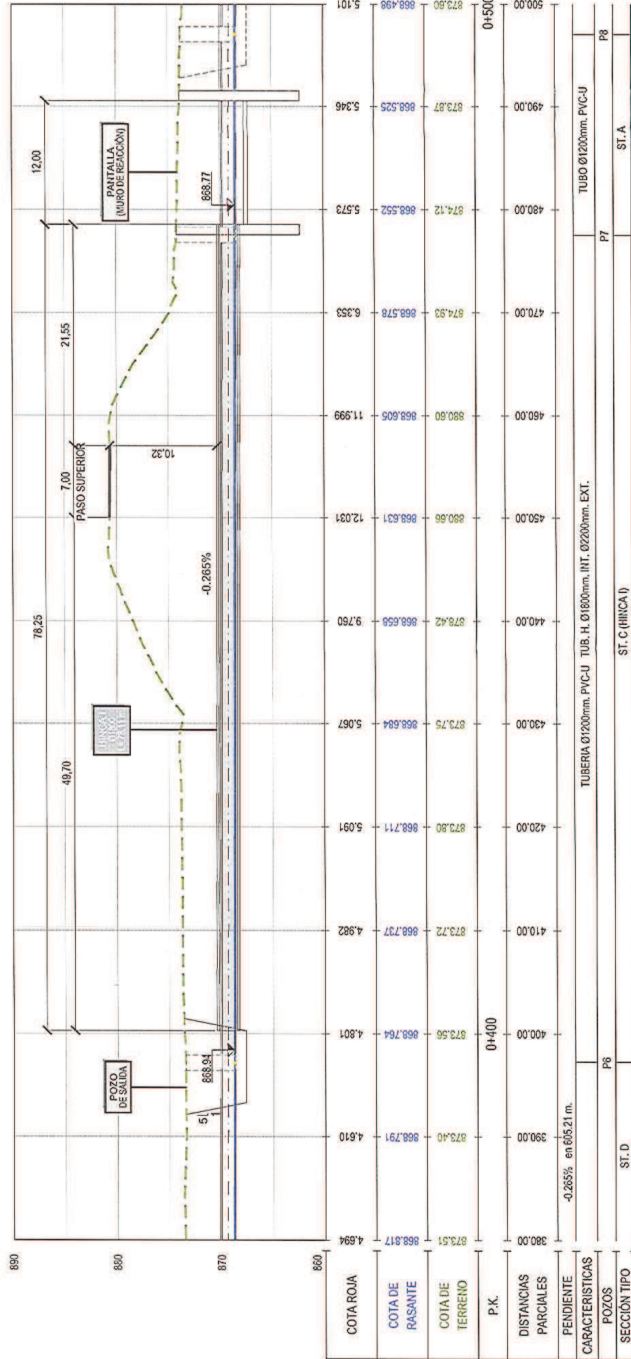 890
880
870
860
POZO
DE SALIDA
5
1
868.94
49,70
78,25
7,00
PASO SUPERIOR
10,32
-0.265%
21,55
12,00
PANTALLA
(MURO DE REACCIÓN)
868.77
COTA ROJA 4.694 4.610 4.801 4.982 5.091 5.067 9.760 12.031 11.999 6.353 5.573 5.346 5.101
COTA DE RASANTE 868.817 868.791 868.764 868.737 868.711 868.684 868.658 868.631 868.605 868.578 868.552 868.525 868.498
COTA DE TERRENO 873.51 873.40 873.56 873.72 873.80 873.75 878.42 880.66 880.60 874.93 874.12 873.87 873.60
P.K. 0+400 0+500
DISTANCIAS PARCIALES 380.00 390.00 400.00 410.00 420.00 430.00 440.00 450.00 460.00 470.00 480.00 490.00 500.00
PENDIENTE -0.265% en 605.21 m.
CARACTERISTICAS TUBERIA Ø1200mm. PVC-U TUB. H. Ø1800mm. INT. Ø2200mm. EXT. TUBO Ø1200mm. PVC-U
POZOS P6 P7 P8
SECCIÓN TIPO ST. D ST. C (HINCA I) ST. A